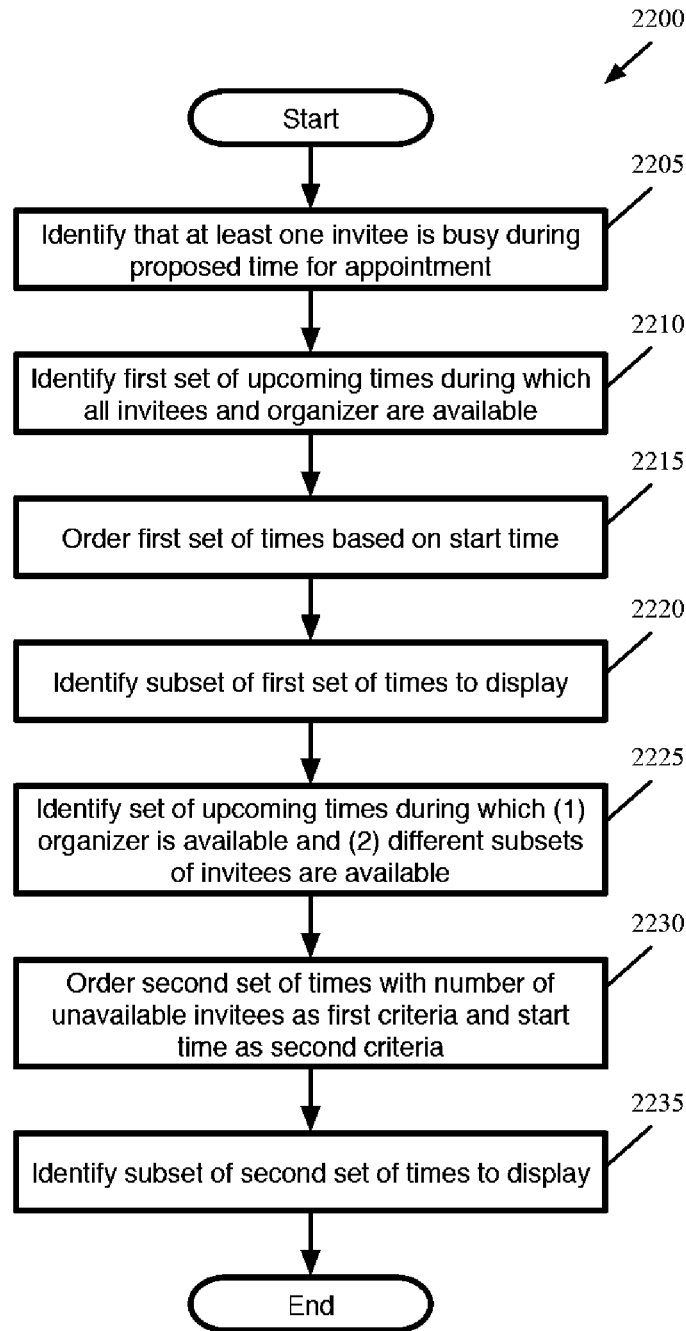 2200
Start
2205
Identify that at least one invitee is busy during
proposed time for appointment
2210
Identify first set of upcoming times during which
all invitees and organizer are available
2215
Order first set of times based on start time
2220
Identify subset of first set of times to display
2225
Identify set of upcoming times during which (1)
organizer is available and (2) different subsets
of invitees are available
2230
Order second set of times with number of
unavailable invitees as first criteria and start
time as second criteria
2235
Identify subset of second set of times to display
End